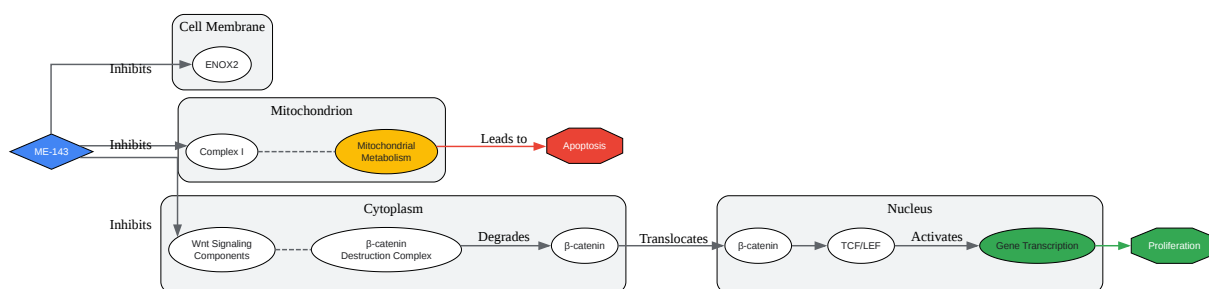 Cell Membrane
ENOX2
Inhibits
Mitochondrion
ME-143
Inhibits
Complex I
Mitochondrial
Metabolism
Leads to
Apoptosis
Cytoplasm
Nucleus
Inhibits
Wnt Signaling
Components
β-catenin
Destruction Complex
Degrades
β-catenin
Translocates
β-catenin
TCF/LEF
Activates
Gene Transcription
Proliferation